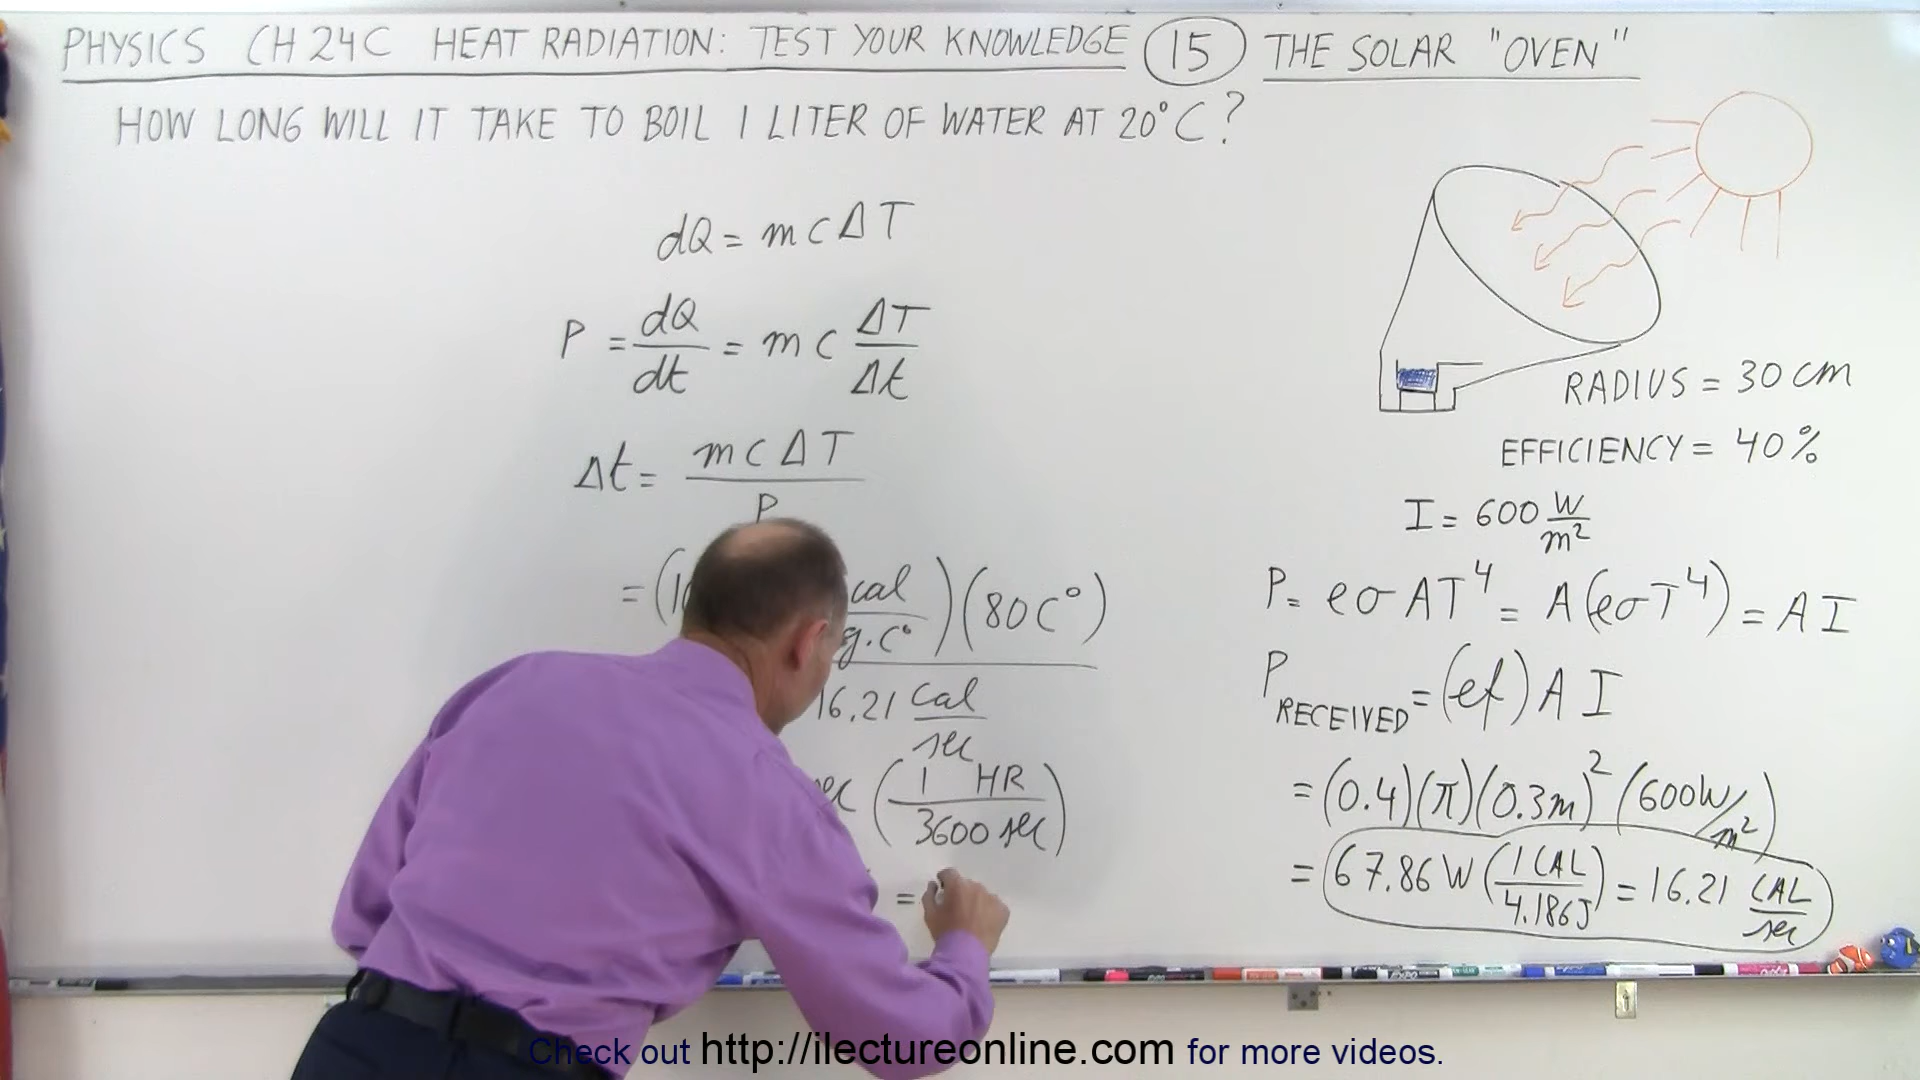 PHYSICS CH 24C HEAT RADIATION: TEST YOUR KNOWLEDGE 15 THE SOLAR "OVEN"
HOW LONG WILL IT TAKE TO BOIL 1 LITER OF WATER AT 20°C?
dQ = mcΔT
P = dQ/dt = mc ΔT/Δt
Δt = mcΔT/P
= ( cal/g·C°)(80C°)
16.21 cal/sec
(1 HR/3600 sec)
=
RADIUS = 30 cm
EFFICIENCY = 40%
I = 600 W/m²
P = eσAT⁴ = A(eσT⁴) = AI
P RECEIVED = (ef) A I
= (0.4)(π)(0.3m)² (600W/m²)
= 67.86 W (1 CAL/4.186J) = 16.21 CAL/sec
EXPO
Check out http://ilectureonline.com for more videos.